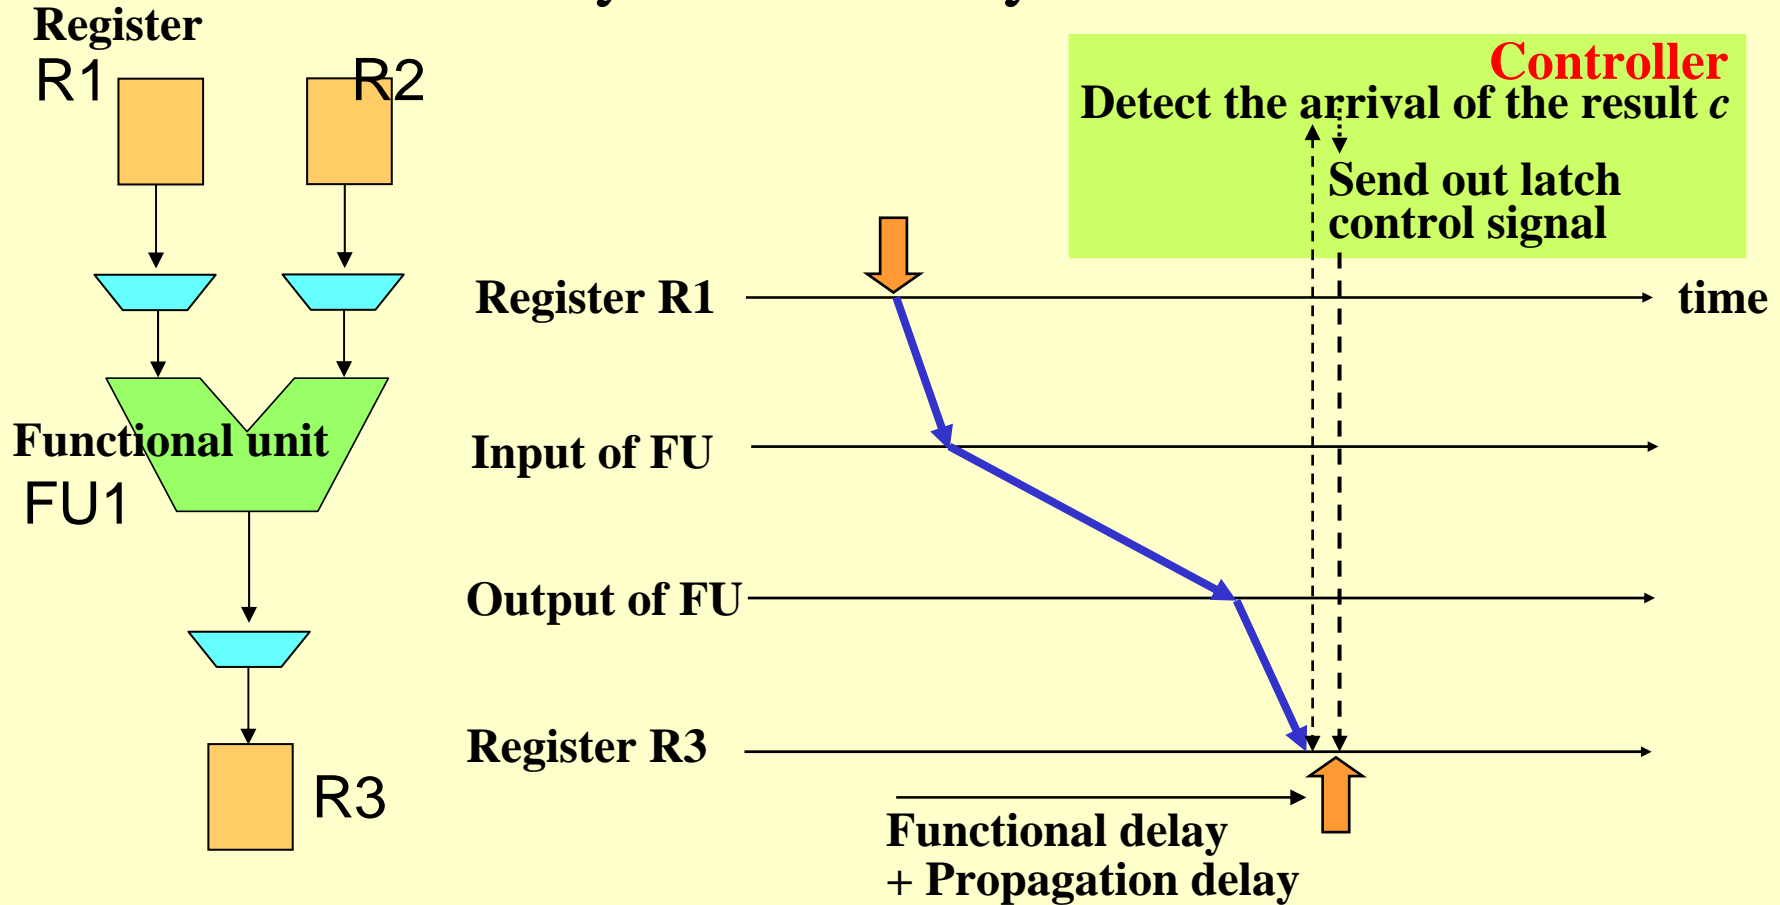 Register
R1
R2
Functional unit
FU1
R3
Controller
Detect the arrival of the result c
Send out latch
control signal
Register R1
time
Input of FU
Output of FU
Register R3
Functional delay
+ Propagation delay